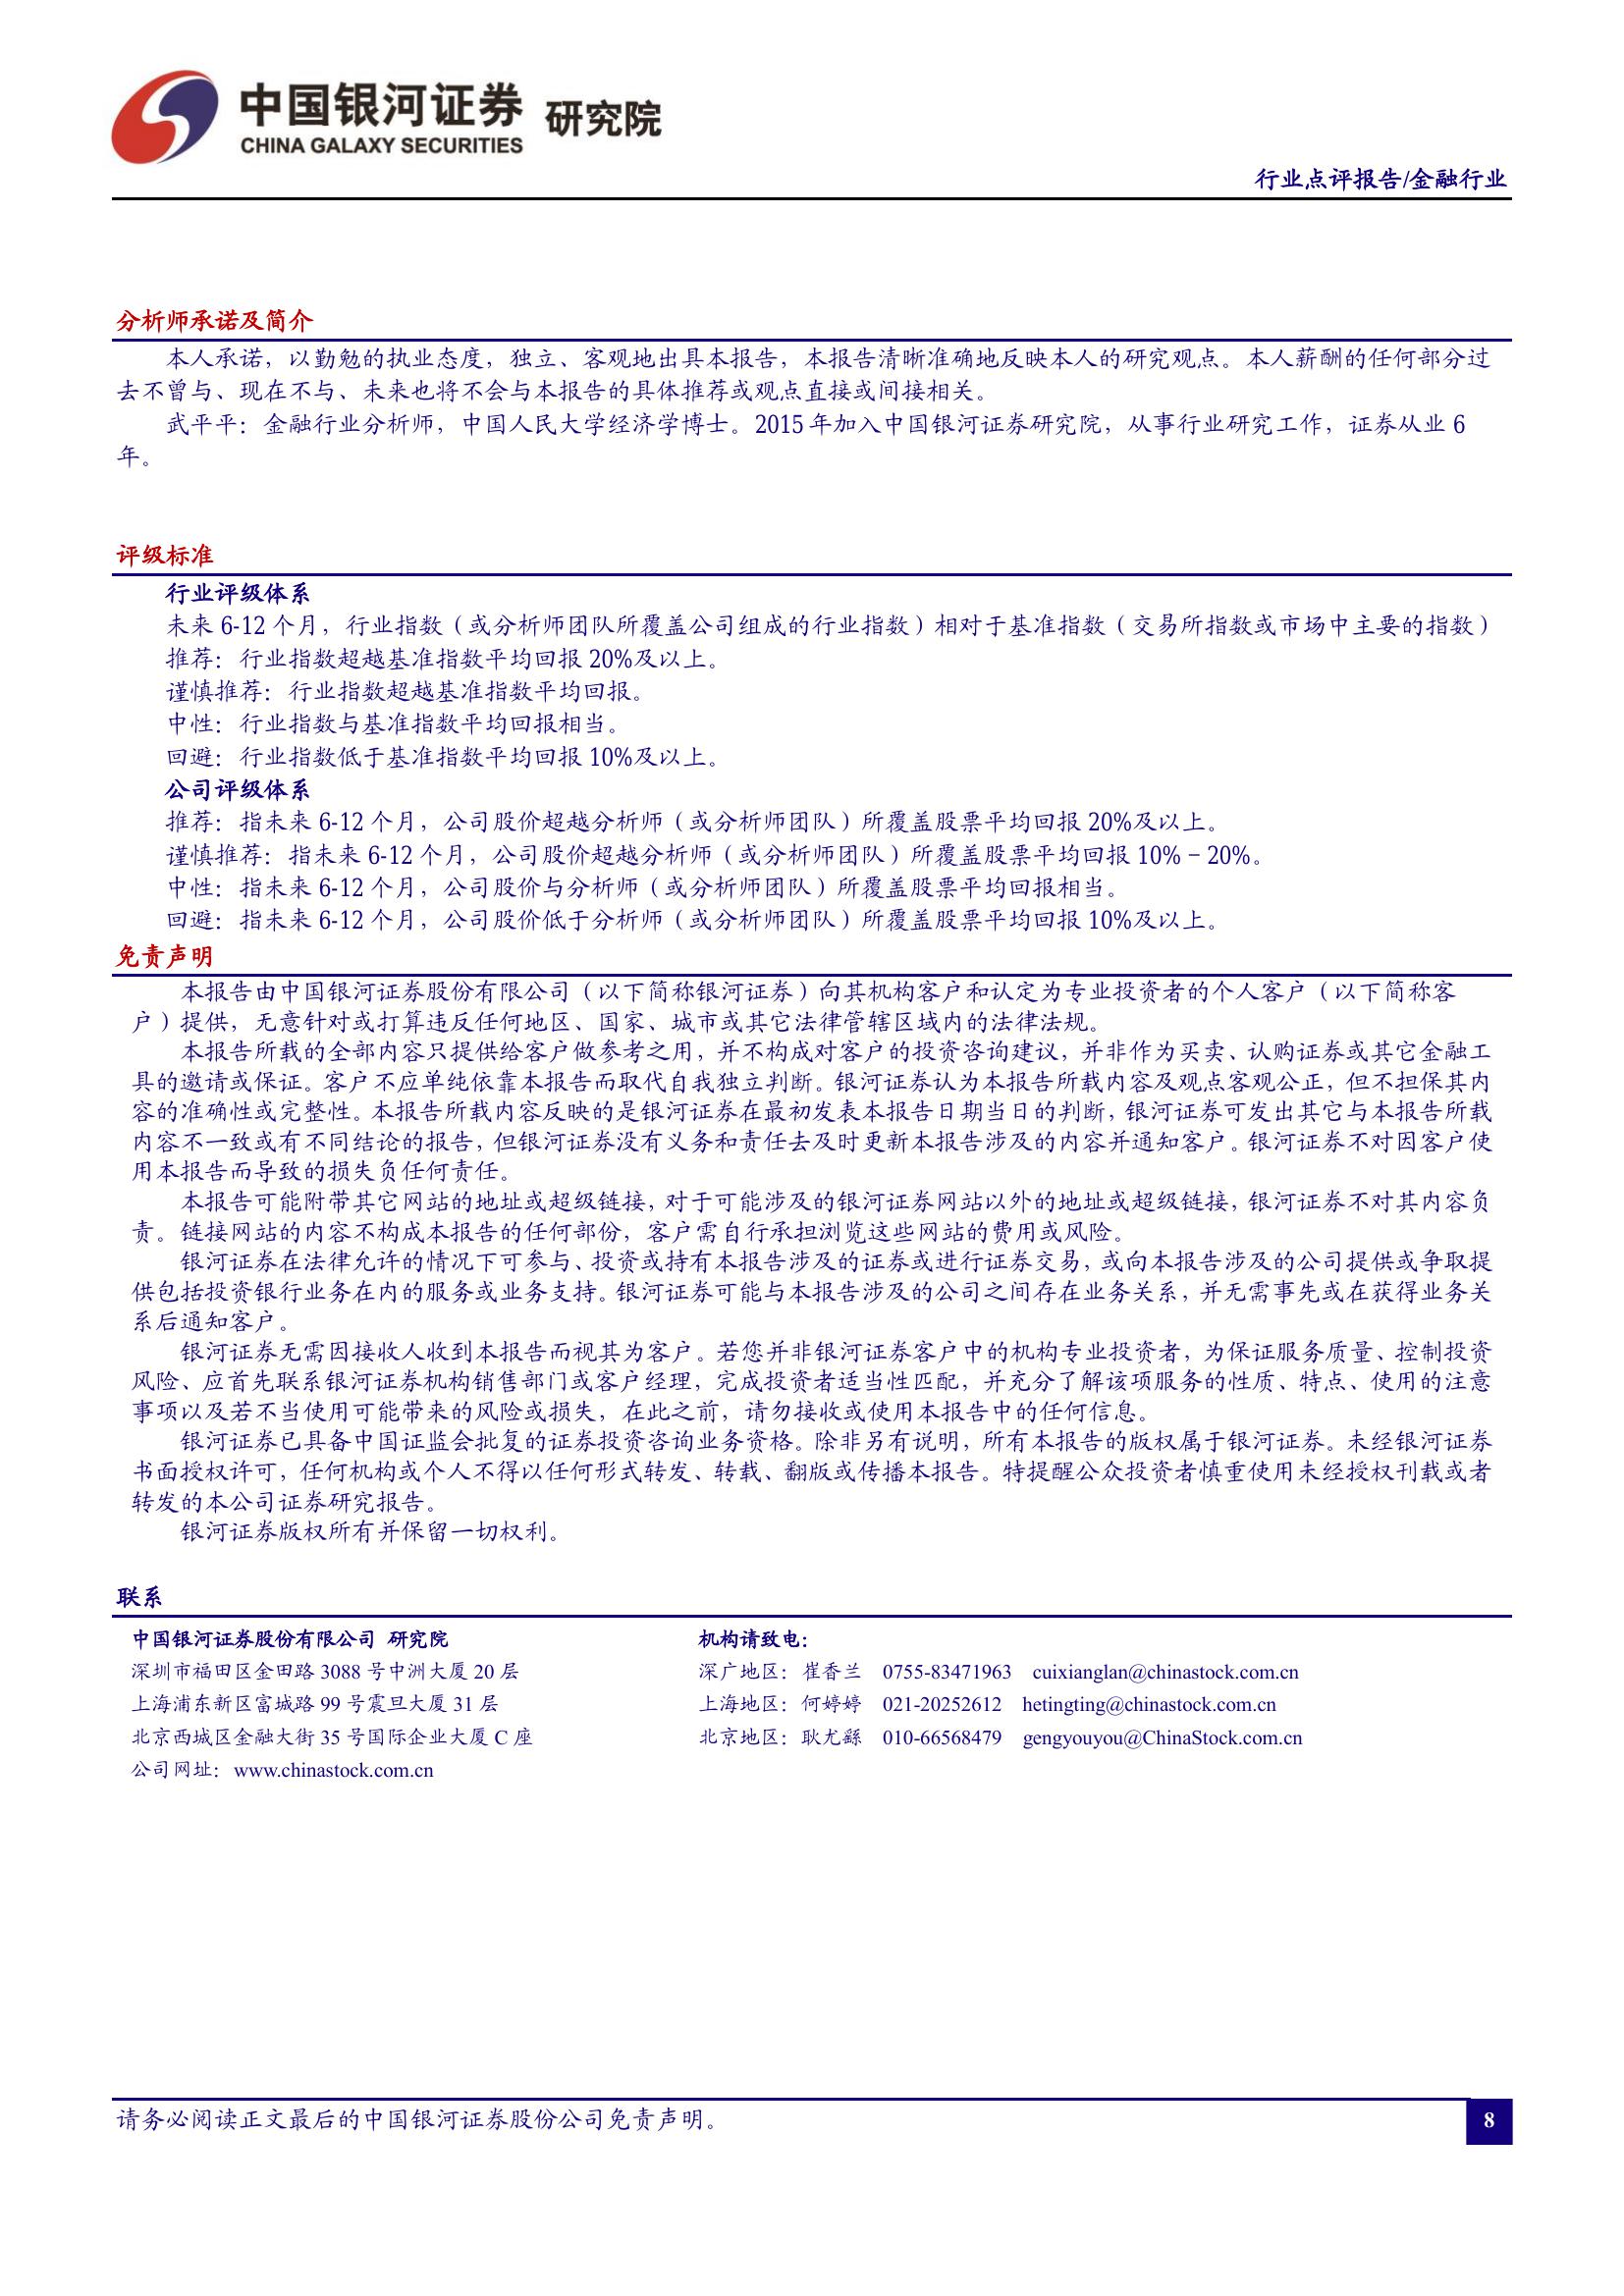 中国银河证券 研究院
CHINA GALAXY SECURITIES
行业点评报告/金融行业
分析师承诺及简介
本人承诺，以勤勉的执业态度，独立、客观地出具本报告，本报告清晰准确地反映本人的研究观点。本人薪酬的任何部分过
去不曾与、现在不与、未来也将不会与本报告的具体推荐或观点直接或间接相关。
武平平：金融行业分析师，中国人民大学经济学博士。2015 年加入中国银河证券研究院，从事行业研究工作，证券从业 6
年。
评级标准
行业评级体系
未来 6-12 个月，行业指数（或分析师团队所覆盖公司组成的行业指数）相对于基准指数（交易所指数或市场中主要的指数）
推荐：行业指数超越基准指数平均回报 20%及以上。
谨慎推荐：行业指数超越基准指数平均回报。
中性：行业指数与基准指数平均回报相当。
回避：行业指数低于基准指数平均回报 10%及以上。
公司评级体系
推荐：指未来 6-12 个月，公司股价超越分析师（或分析师团队）所覆盖股票平均回报 20%及以上。
谨慎推荐：指未来 6-12 个月，公司股价超越分析师（或分析师团队）所覆盖股票平均回报 10%－20%。
中性：指未来 6-12 个月，公司股价与分析师（或分析师团队）所覆盖股票平均回报相当。
回避：指未来 6-12 个月，公司股价低于分析师（或分析师团队）所覆盖股票平均回报 10%及以上。
免责声明
本报告由中国银河证券股份有限公司（以下简称银河证券）向其机构客户和认定为专业投资者的个人客户（以下简称客
户）提供，无意针对或打算违反任何地区、国家、城市或其它法律管辖区域内的法律法规。
本报告所载的全部内容只提供给客户做参考之用，并不构成对客户的投资咨询建议，并非作为买卖、认购证券或其它金融工
具的邀请或保证。客户不应单纯依靠本报告而取代自我独立判断。银河证券认为本报告所载内容及观点客观公正，但不担保其内
容的准确性或完整性。本报告所载内容反映的是银河证券在最初发表本报告日期当日的判断，银河证券可发出其它与本报告所载
内容不一致或有不同结论的报告，但银河证券没有义务和责任去及时更新本报告涉及的内容并通知客户。银河证券不对因客户使
用本报告而导致的损失负任何责任。
本报告可能附带其它网站的地址或超级链接，对于可能涉及的银河证券网站以外的地址或超级链接，银河证券不对其内容负
责。链接网站的内容不构成本报告的任何部份，客户需自行承担浏览这些网站的费用或风险。
银河证券在法律允许的情况下可参与、投资或持有本报告涉及的证券或进行证券交易，或向本报告涉及的公司提供或争取提
供包括投资银行业务在内的服务或业务支持。银河证券可能与本报告涉及的公司之间存在业务关系，并无需事先或在获得业务关
系后通知客户。
银河证券无需因接收人收到本报告而视其为客户。若您并非银河证券客户中的机构专业投资者，为保证服务质量、控制投资
风险、应首先联系银河证券机构销售部门或客户经理，完成投资者适当性匹配，并充分了解该项服务的性质、特点、使用的注意
事项以及若不当使用可能带来的风险或损失，在此之前，请勿接收或使用本报告中的任何信息。
银河证券已具备中国证监会批复的证券投资咨询业务资格。除非另有说明，所有本报告的版权属于银河证券。未经银河证券
书面授权许可，任何机构或个人不得以任何形式转发、转载、翻版或传播本报告。特提醒公众投资者慎重使用未经授权刊载或者
转发的本公司证券研究报告。
银河证券版权所有并保留一切权利。
联系
中国银河证券股份有限公司 研究院 机构请致电：
深圳市福田区金田路 3088 号中洲大厦 20 层 深广地区：崔香兰 0755-83471963 cuixianglan@chinastock.com.cn
上海浦东新区富城路 99 号震旦大厦 31 层 上海地区：何婷婷 021-20252612 hetingting@chinastock.com.cn
北京西城区金融大街 35 号国际企业大厦 C 座 北京地区：耿尤繇 010-66568479 gengyouyou@ChinaStock.com.cn
公司网址：www.chinastock.com.cn
请务必阅读正文最后的中国银河证券股份公司免责声明。 8